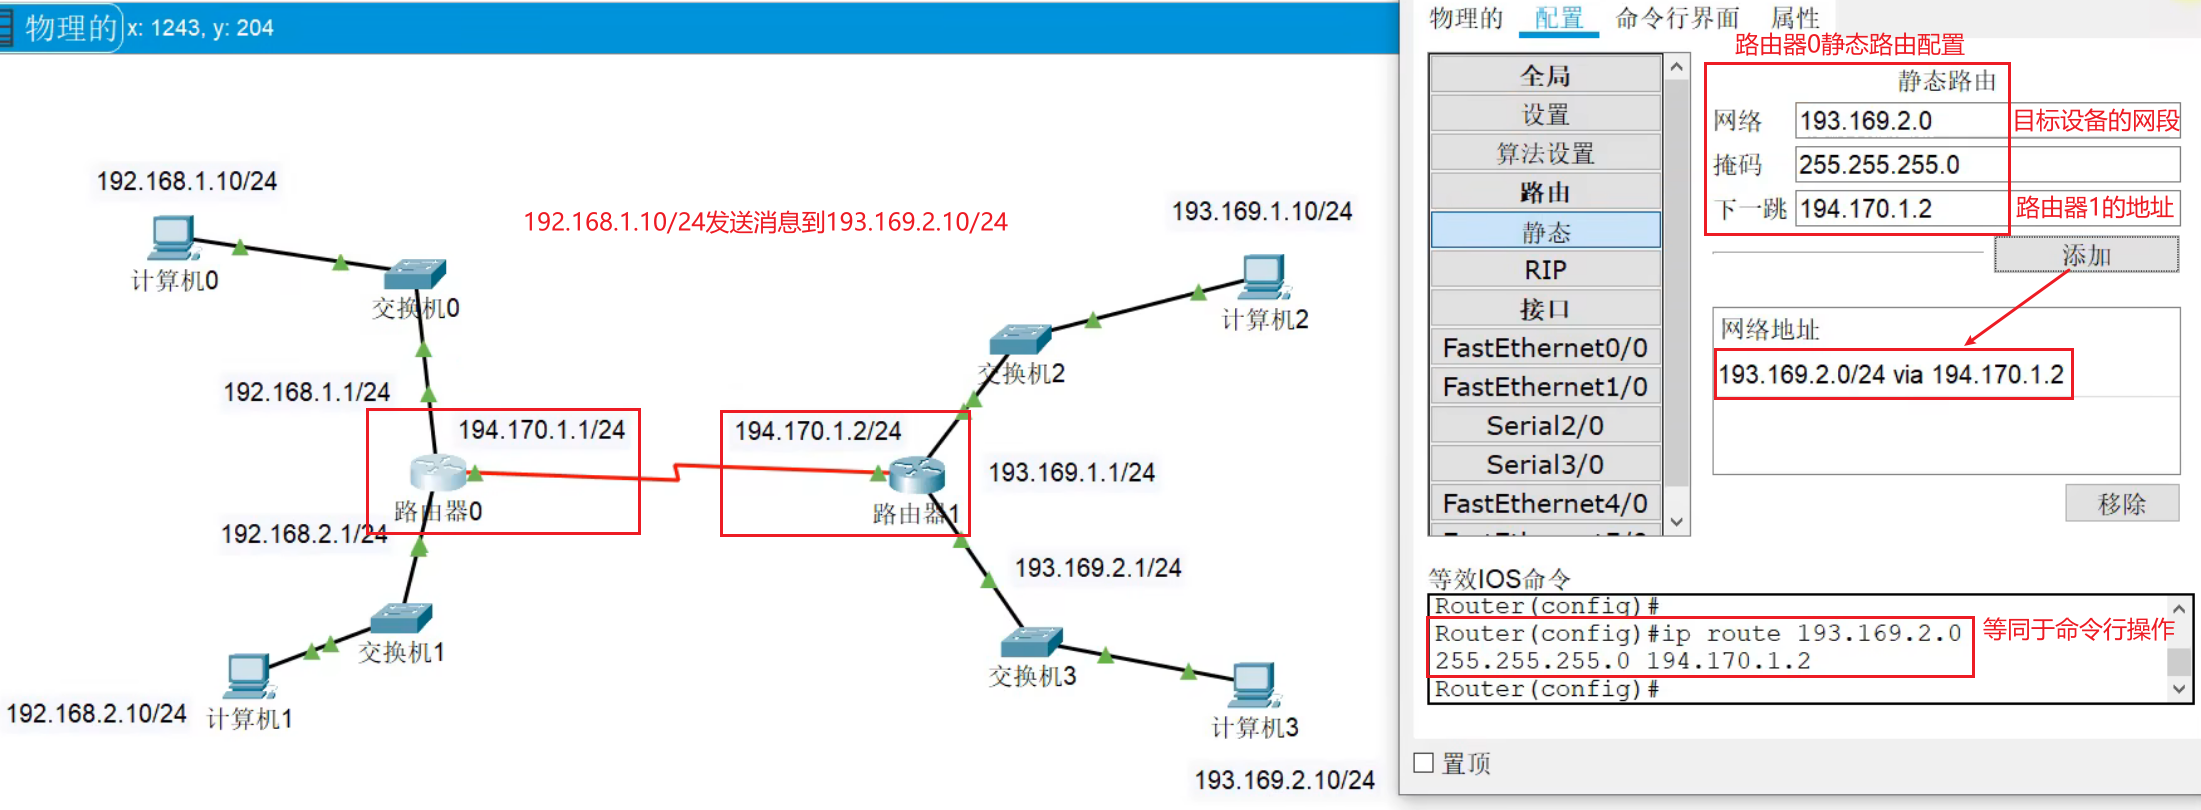 物理的 x: 1243, y: 204
192.168.1.10/24
计算机0
交换机0
192.168.1.10/24发送消息到193.169.2.10/24
193.169.1.10/24
计算机2
交换机2
192.168.1.1/24
194.170.1.1/24
194.170.1.2/24
193.169.1.1/24
路由器0
路由器1
192.168.2.1/24
193.169.2.1/24
交换机1
交换机3
192.168.2.10/24
计算机1
计算机3
193.169.2.10/24
物理的 配置 命令行界面 属性
路由器0静态路由配置
全局
设置
算法设置
路由
静态
RIP
接口
FastEthernet0/0
FastEthernet1/0
Serial2/0
Serial3/0
FastEthernet4/0
静态路由
网络 193.169.2.0 目标设备的网段
掩码 255.255.255.0
下一跳 194.170.1.2 路由器1的地址
添加
网络地址
193.169.2.0/24 via 194.170.1.2
移除
等效IOS命令
Router(config)#
Router(config)#ip route 193.169.2.0
255.255.255.0 194.170.1.2
Router(config)#
等同于命令行操作
置顶